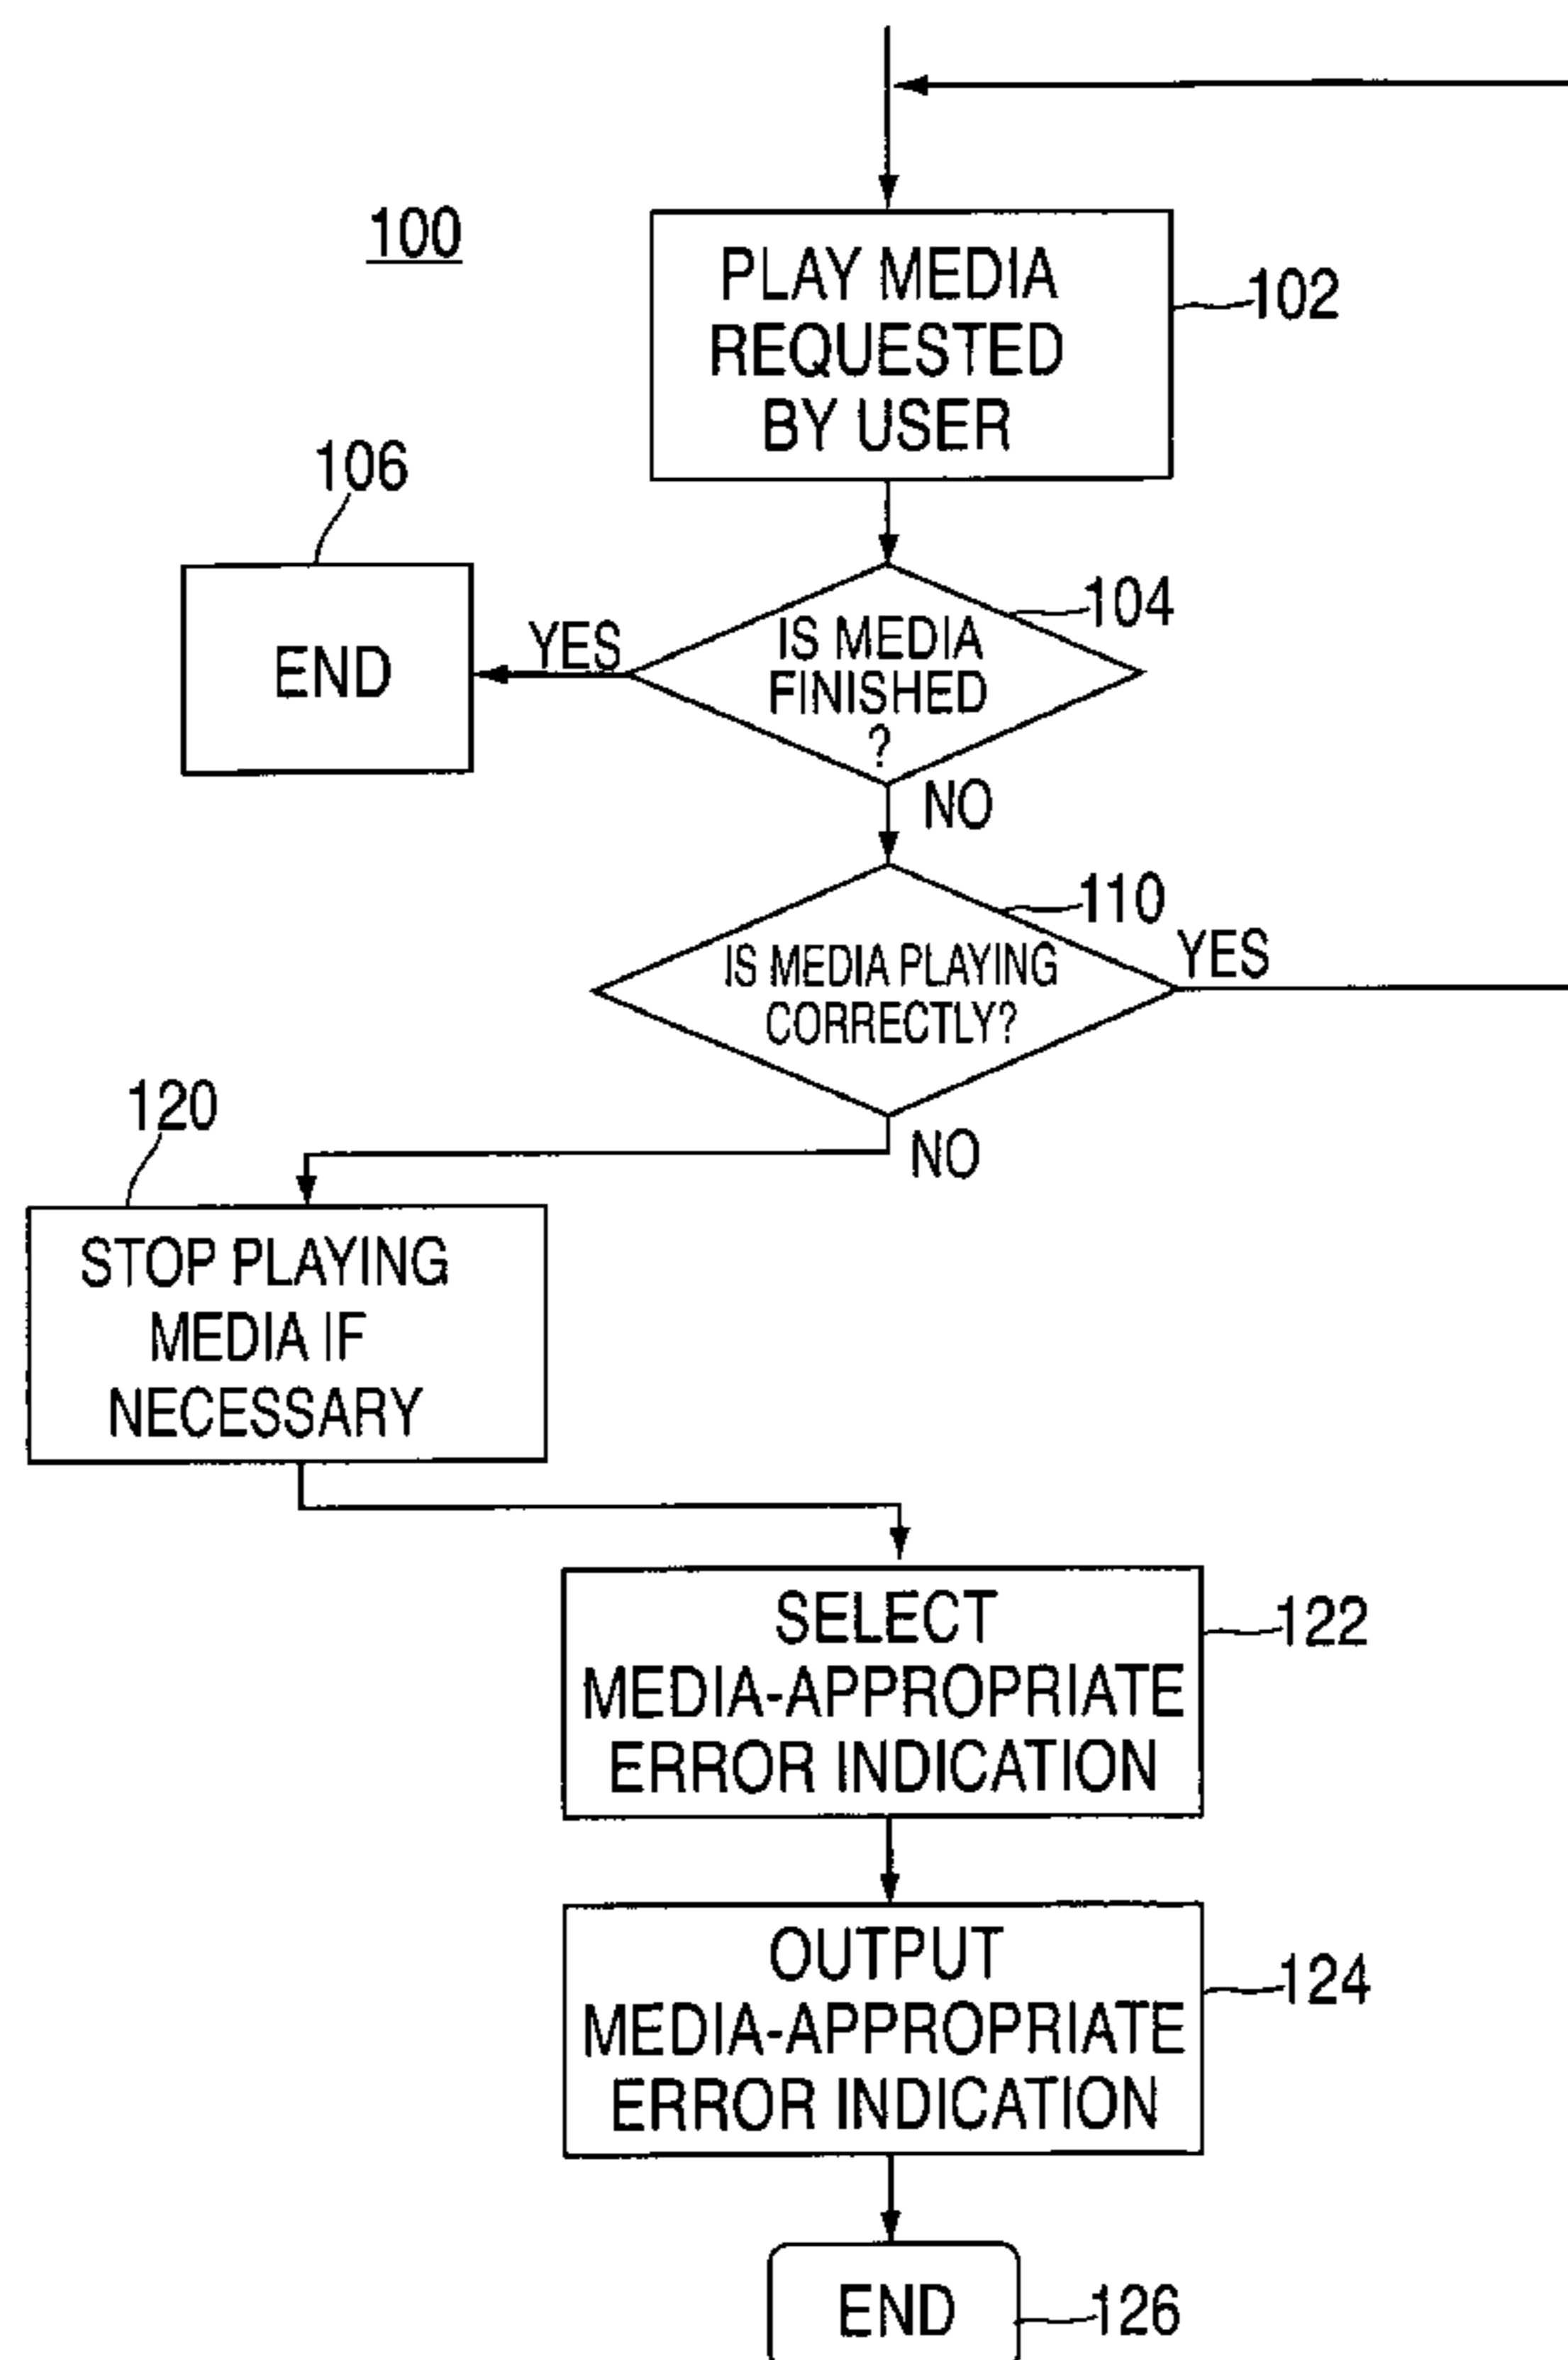 100
PLAY MEDIA
REQUESTED
BY USER
102
106
END
YES
IS MEDIA
FINISHED
?
104
NO
110
IS MEDIA PLAYING
CORRECTLY?
YES
NO
120
STOP PLAYING
MEDIA IF
NECESSARY
SELECT
MEDIA-APPROPRIATE
ERROR INDICATION
122
OUTPUT
MEDIA-APPROPRIATE
ERROR INDICATION
124
END
126